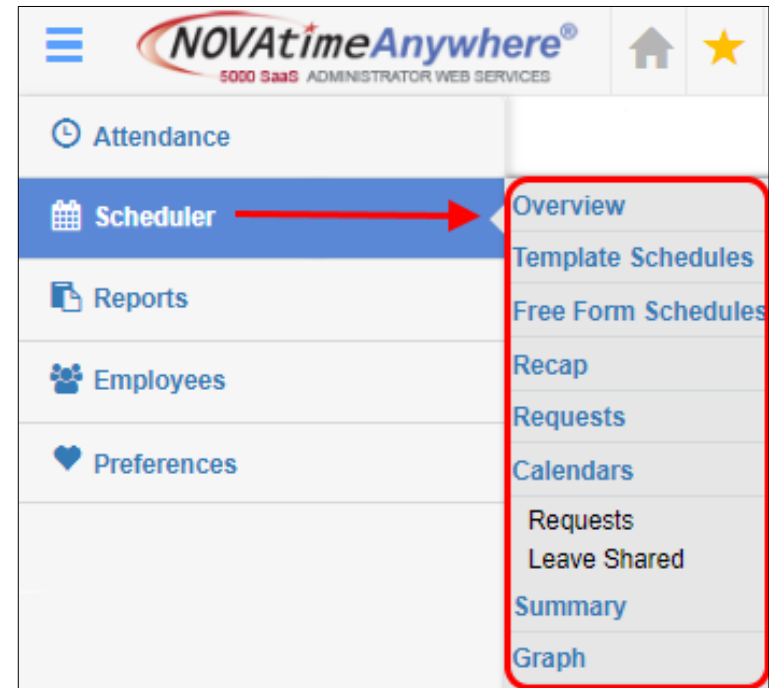 NOVAtimeAnywhere®
5000 SaaS ADMINISTRATOR WEB SERVICES
Attendance
Scheduler
Reports
Employees
Preferences
Overview
Template Schedules
Free Form Schedules
Recap
Requests
Calendars
Requests
Leave Shared
Summary
Graph